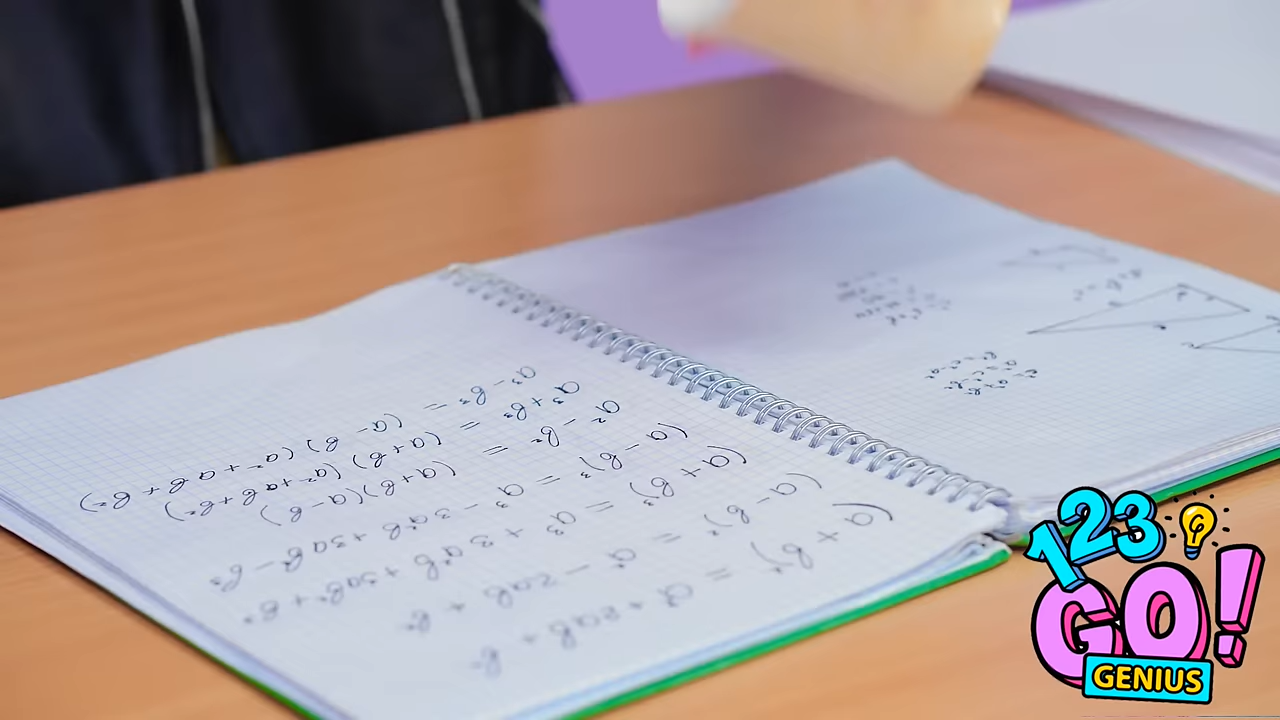 (a + b)² = a² + 2ab + b²
(a - b)² = a² - 2ab + b²
(a + b)³ = a³ + 3a²b + 3ab² + b³
(a - b)³ = a³ - 3a²b + 3ab² - b³
a² - b² = (a+b)(a-b)
a³ + b³ = (a+b)(a² + ab + b²)
a³ - b³ = (a - b)(a² + ab + b²)
123
GO!
GENIUS